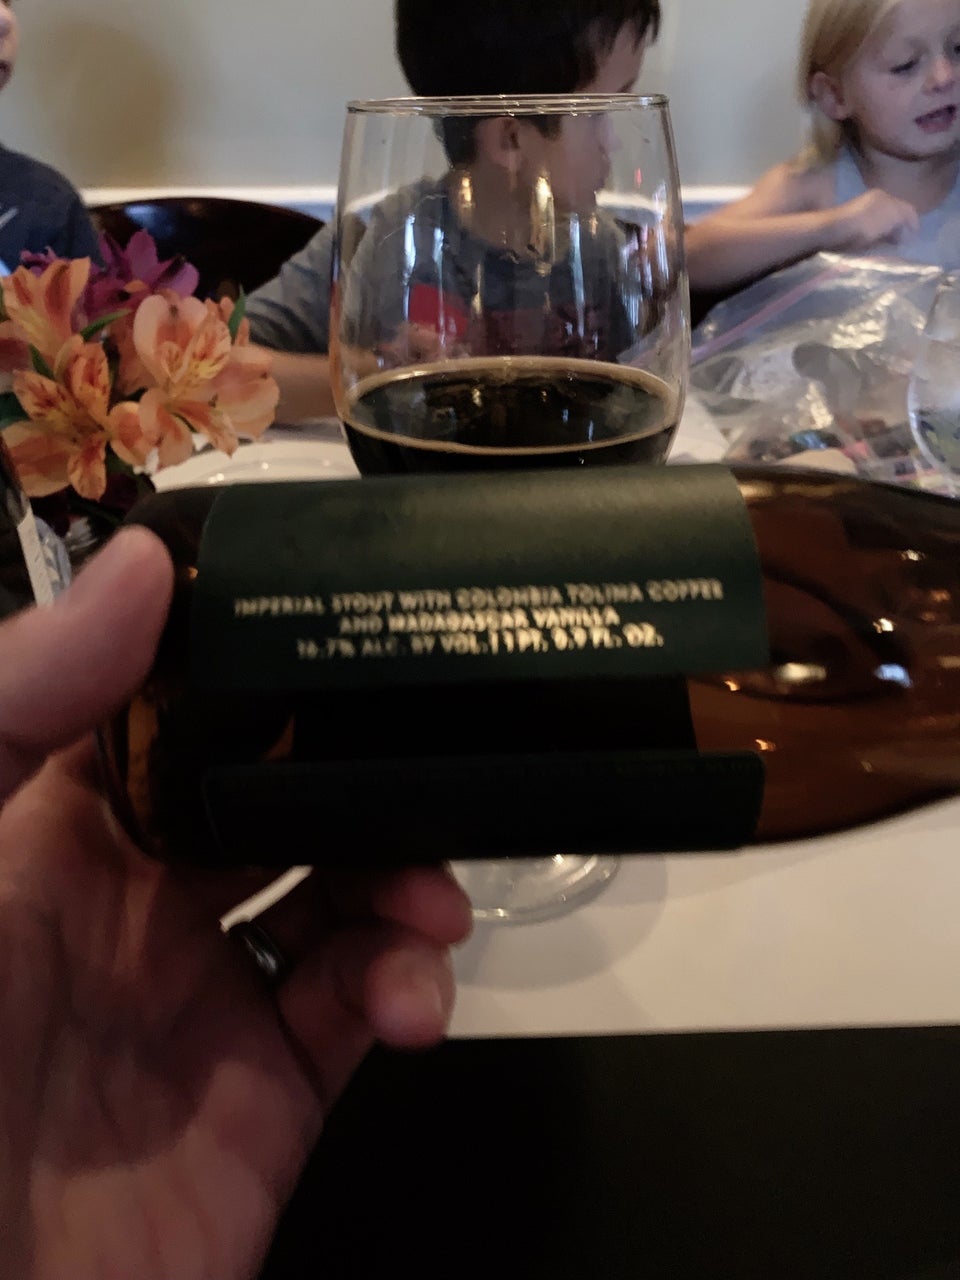 IMPERIAL STOUT WITH COLOMBIA TOLIMA COFFEE
AND MADAGASCAR VANILLA
16.7% ALC. BY VOL. | 1 PT, 0.9 FL. OZ.